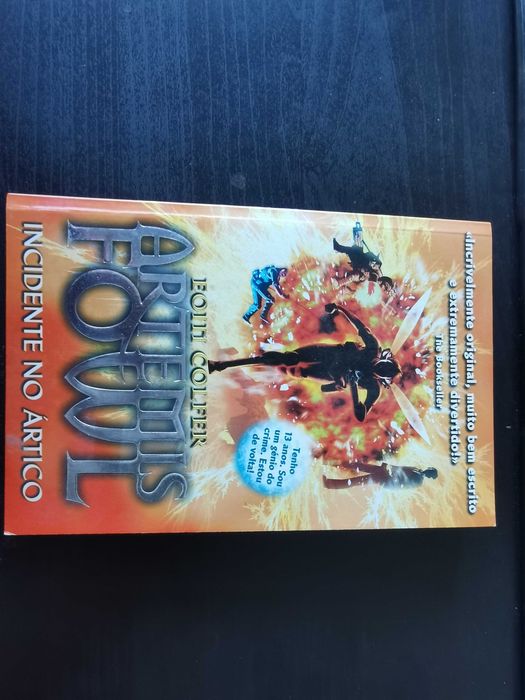 «Incrivelmente original, muito bem escrito
e extremamente divertido!»
The Bookseller
Tenho
13 anos. Sou
um génio do
crime. Estou
de volta!
EOIN COLFER
ARTEMIS
FOWL
INCIDENTE NO ÁRTICO